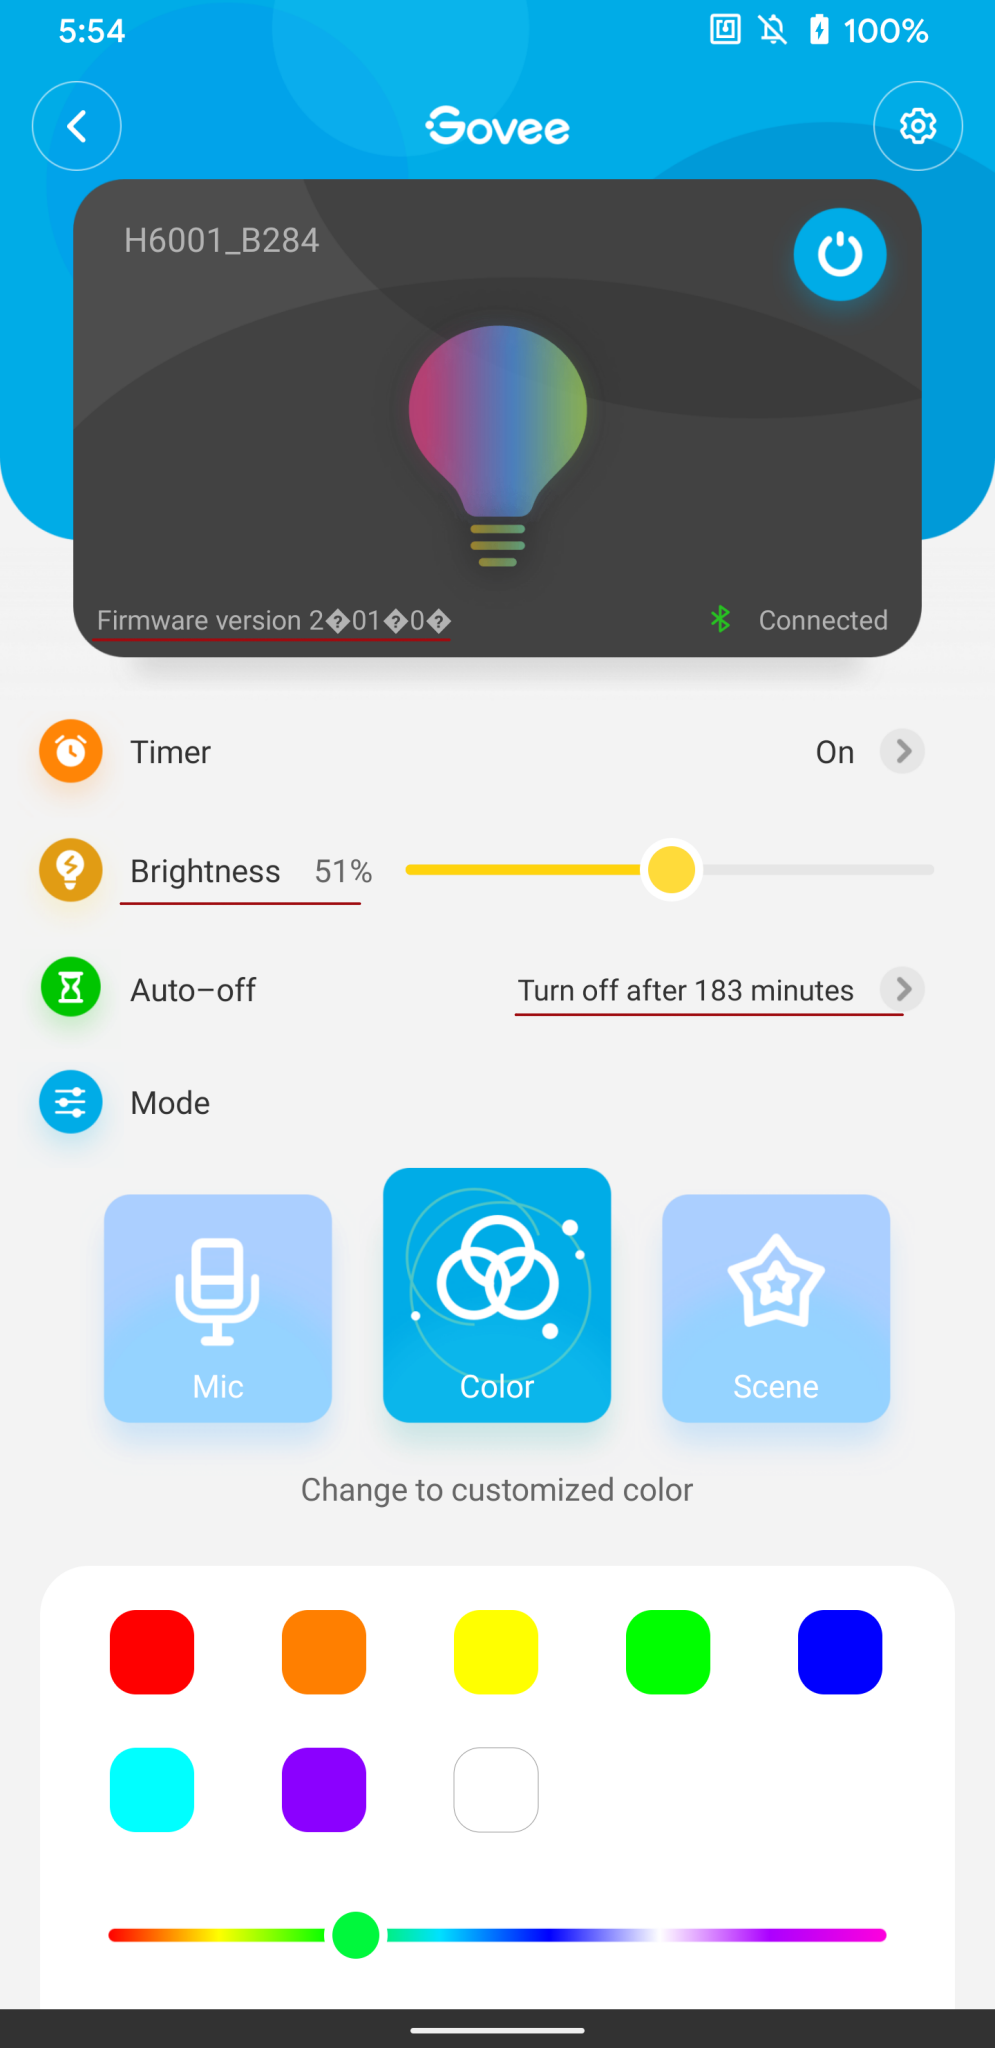 5:54 100%
Govee
H6001_B284
Firmware version 2�01�0�
Connected
Timer On
Brightness 51%
Auto-off Turn off after 183 minutes
Mode
Mic Color Scene
Change to customized color